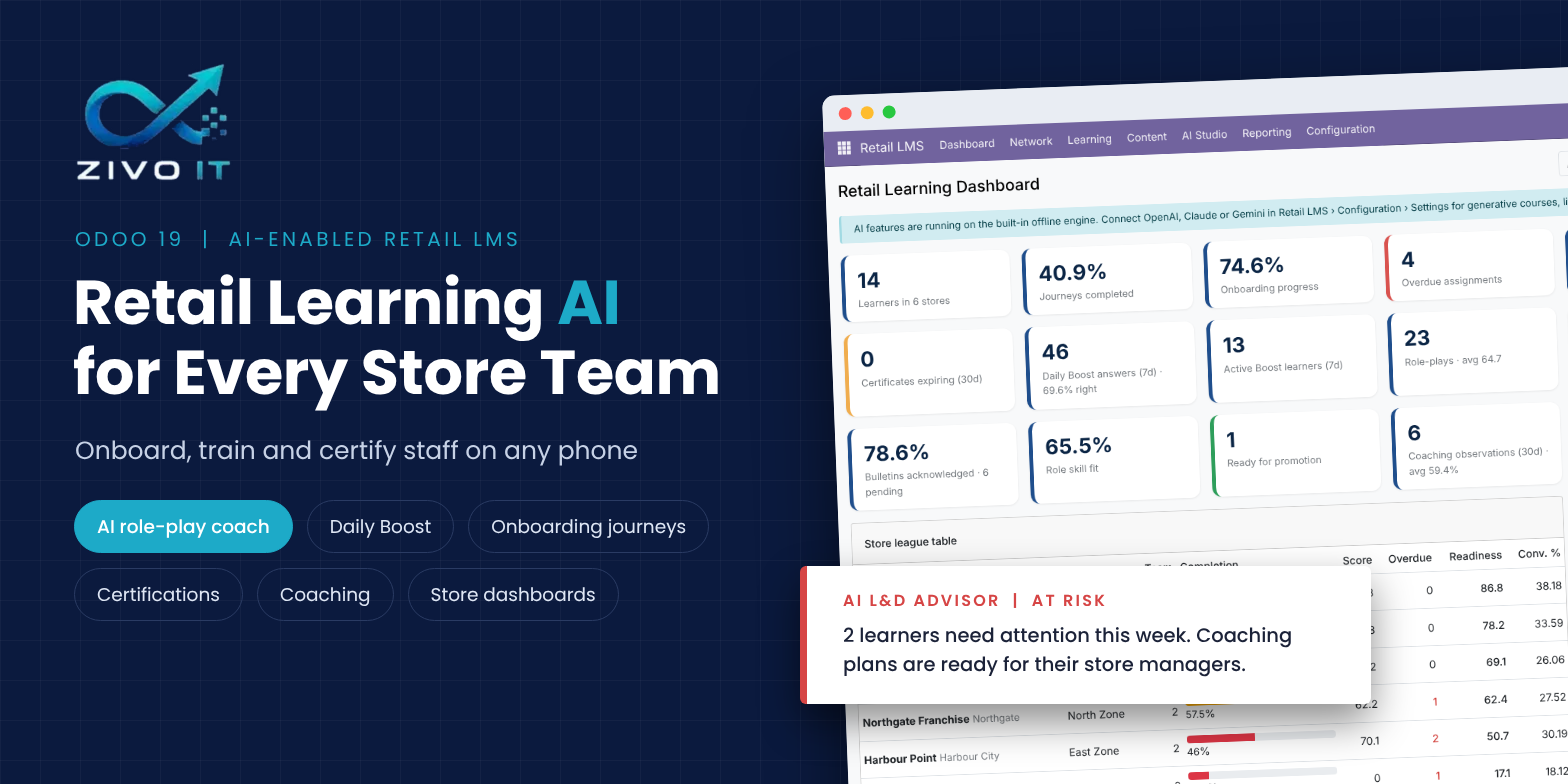 ZIVO IT
ODOO 19 | AI-ENABLED RETAIL LMS
Retail Learning AI
for Every Store Team
Onboard, train and certify staff on any phone
AI role-play coach
Daily Boost
Onboarding journeys
Certifications
Coaching
Store dashboards
Retail LMS Dashboard Network Learning Content AI Studio Reporting Configuration
Retail Learning Dashboard
AI features are running on the built-in offline engine. Connect OpenAI, Claude or Gemini in Retail LMS › Configuration › Settings for generative courses,
14
Learners in 6 stores
40.9%
Journeys completed
74.6%
Onboarding progress
4
Overdue assignments
0
Certificates expiring (30d)
46
Daily Boost answers (7d) ·
69.6% right
13
Active Boost learners (7d)
23
Role-plays · avg 64.7
78.6%
Bulletins acknowledged · 6
pending
65.5%
Role skill fit
1
Ready for promotion
6
Coaching observations (30d) ·
avg 59.4%
Store league table
Team Completion Score Overdue Readiness Conv. %
0 86.8 38.18
0 78.2 33.59
0 69.1 26.06
AI L&D ADVISOR | AT RISK
2 learners need attention this week. Coaching
plans are ready for their store managers.
Northgate Franchise Northgate North Zone 2 57.5% 62.2 1 62.4 27.52
Harbour Point Harbour City East Zone 2 46% 70.1 2 50.7 30.19
0 1 17.1 18.12